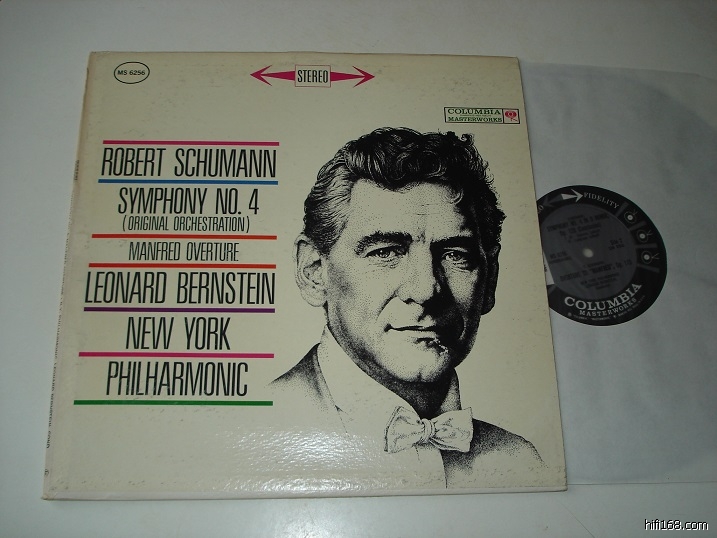 MS 6256
STEREO
COLUMBIA
MASTERWORKS
ROBERT SCHUMANN
SYMPHONY NO. 4
(ORIGINAL ORCHESTRATION)
MANFRED OVERTURE
LEONARD BERNSTEIN
NEW YORK
PHILHARMONIC
FIDELITY
COLUMBIA
MASTERWORKS
hifi168.com